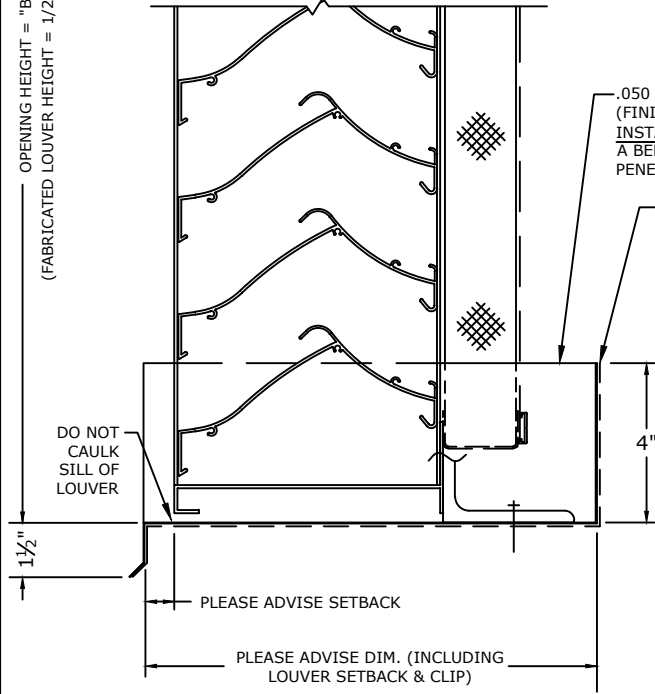 OPENING HEIGHT = "B
(FABRICATED LOUVER HEIGHT = 1/2
.050
(FINI
INST
A BE
PENE
DO NOT
CAULK
SILL OF
LOUVER
4"
1½"
PLEASE ADVISE SETBACK
PLEASE ADVISE DIM. (INCLUDING
LOUVER SETBACK & CLIP)